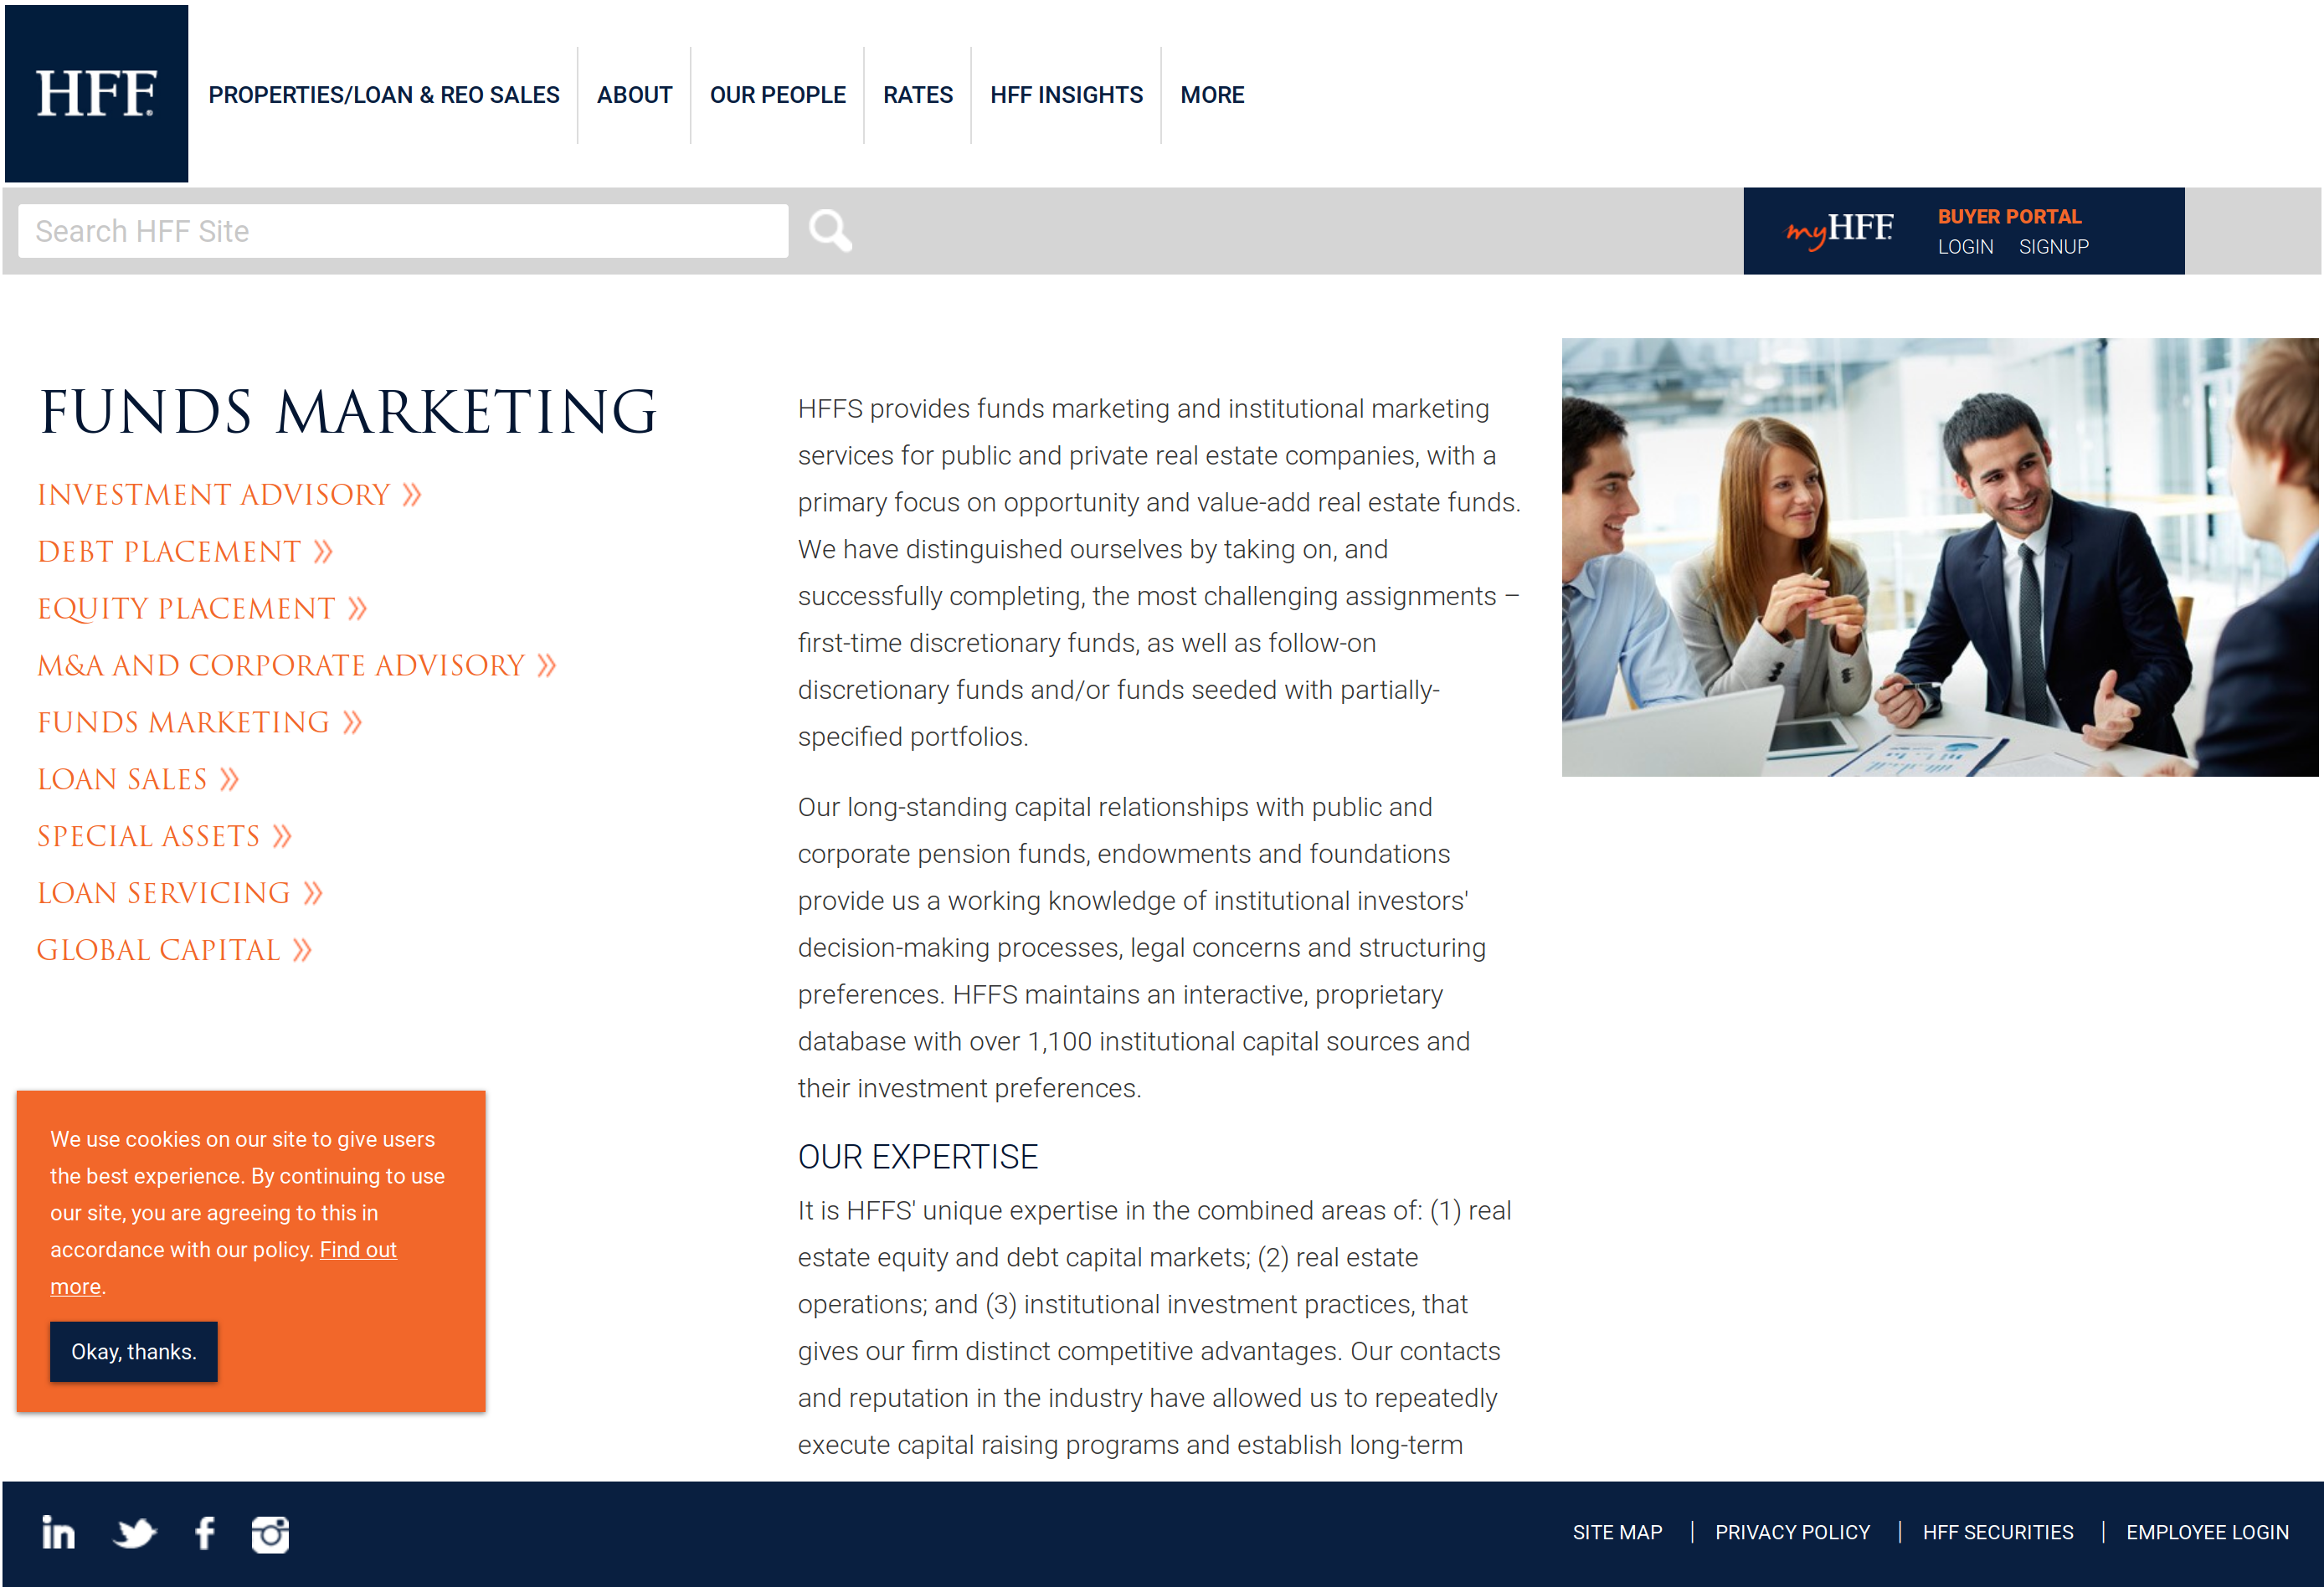 HFF®
PROPERTIES/LOAN & REO SALES
ABOUT
OUR PEOPLE
RATES
HFF INSIGHTS
MORE
Search HFF Site
myHFF
BUYER PORTAL
LOGIN SIGNUP
FUNDS MARKETING
INVESTMENT ADVISORY
DEBT PLACEMENT
EQUITY PLACEMENT
M&A AND CORPORATE ADVISORY
FUNDS MARKETING
LOAN SALES
SPECIAL ASSETS
LOAN SERVICING
GLOBAL CAPITAL
HFFS provides funds marketing and institutional marketing
services for public and private real estate companies, with a
primary focus on opportunity and value-add real estate funds.
We have distinguished ourselves by taking on, and
successfully completing, the most challenging assignments –
first-time discretionary funds, as well as follow-on
discretionary funds and/or funds seeded with partially-
specified portfolios.
Our long-standing capital relationships with public and
corporate pension funds, endowments and foundations
provide us a working knowledge of institutional investors'
decision-making processes, legal concerns and structuring
preferences. HFFS maintains an interactive, proprietary
database with over 1,100 institutional capital sources and
their investment preferences.
OUR EXPERTISE
It is HFFS' unique expertise in the combined areas of: (1) real
estate equity and debt capital markets; (2) real estate
operations; and (3) institutional investment practices, that
gives our firm distinct competitive advantages. Our contacts
and reputation in the industry have allowed us to repeatedly
execute capital raising programs and establish long-term
We use cookies on our site to give users
the best experience. By continuing to use
our site, you are agreeing to this in
accordance with our policy. Find out
more.
Okay, thanks.
SITE MAP | PRIVACY POLICY | HFF SECURITIES | EMPLOYEE LOGIN